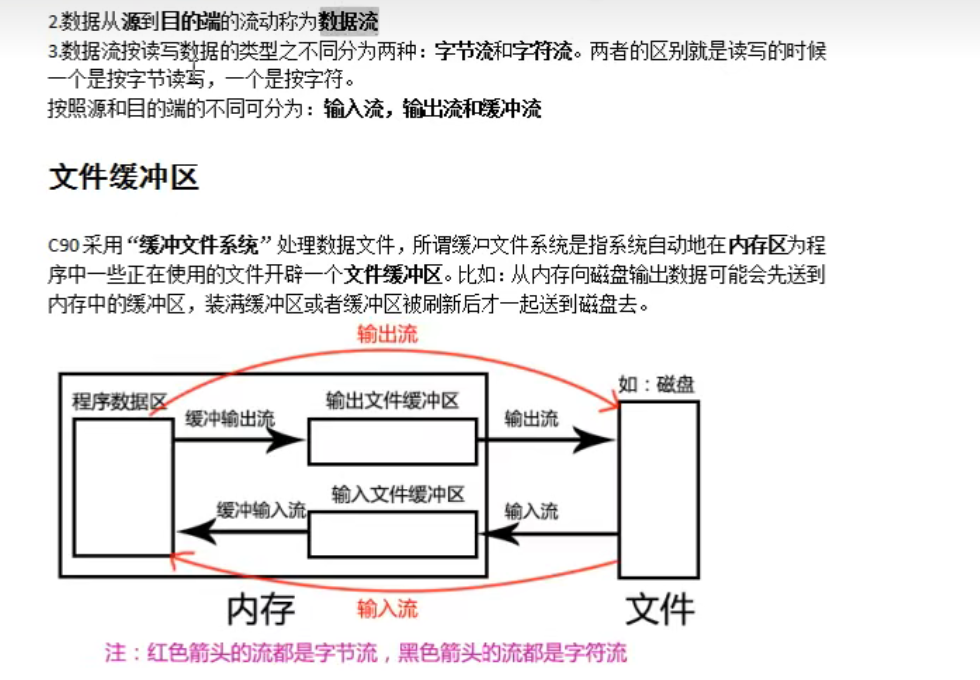 2.数据从源到目的端的流动称为数据流
3.数据流按读写数据的类型之不同分为两种：字节流和字符流。两者的区别就是读写的时候
一个是按字节读写，一个是按字符。
按照源和目的端的不同可分为：输入流，输出流和缓冲流
文件缓冲区
C90 采用“缓冲文件系统”处理数据文件，所谓缓冲文件系统是指系统自动地在内存区为程
序中一些正在使用的文件开辟一个文件缓冲区。比如：从内存向磁盘输出数据可能会先送到
内存中的缓冲区，装满缓冲区或者缓冲区被刷新后才一起送到磁盘去。
输出流
如：磁盘
程序数据区
输出文件缓冲区
缓冲输出流
输出流
输入文件缓冲区
缓冲输入流
输入流
内存
输入流
文件
注：红色箭头的流都是字节流，黑色箭头的流都是字符流